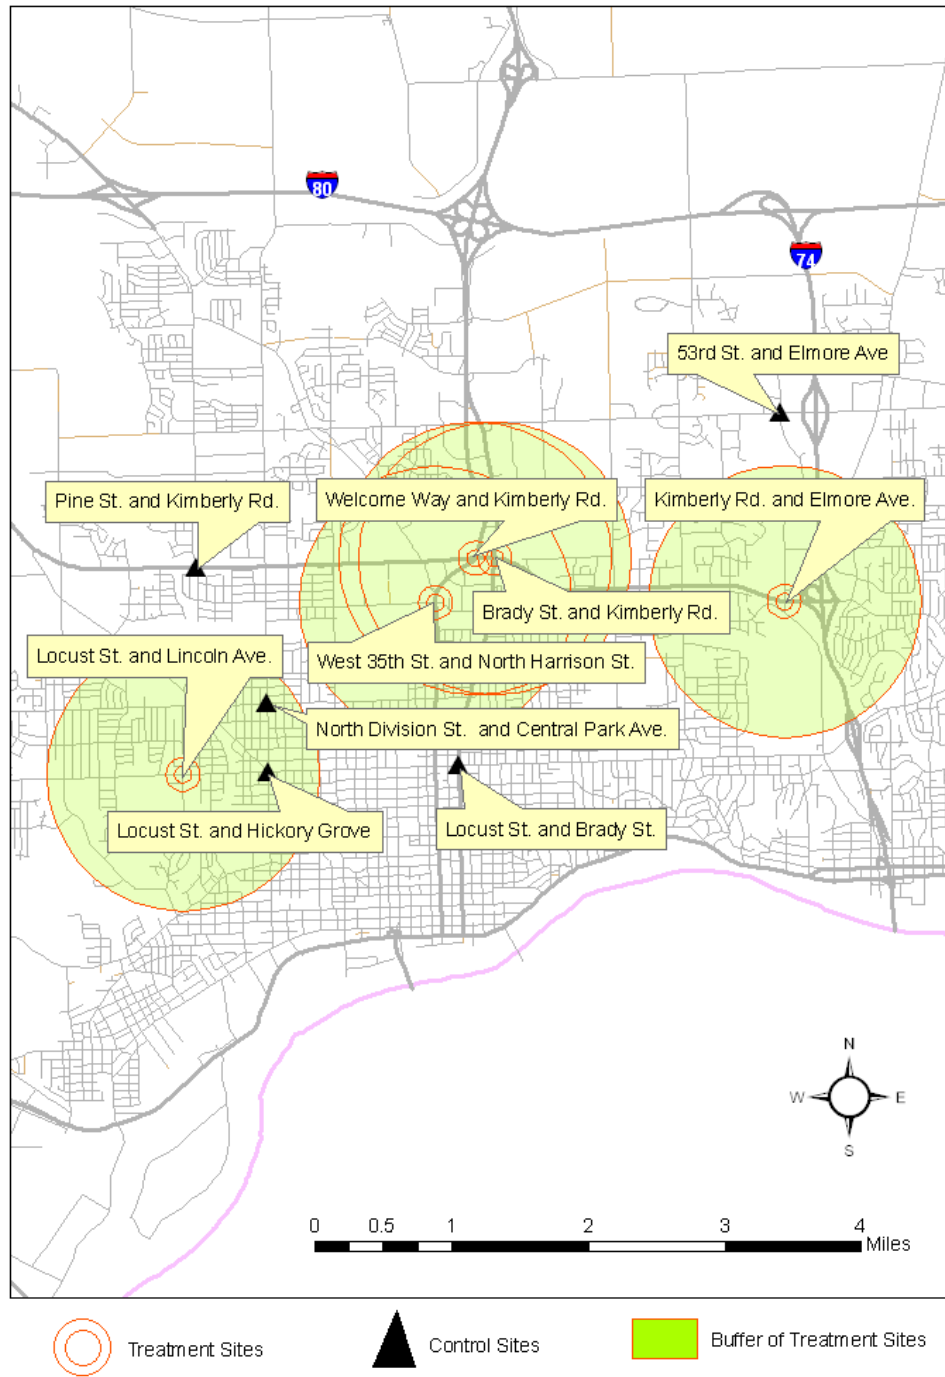 80
74
53rd St. and Elmore Ave
Pine St. and Kimberly Rd.
Welcome Way and Kimberly Rd.
Kimberly Rd. and Elmore Ave.
Brady St. and Kimberly Rd.
Locust St. and Lincoln Ave.
West 35th St. and North Harrison St.
North Division St. and Central Park Ave.
Locust St. and Hickory Grove
Locust St. and Brady St.
N
W E
S
0 0.5 1 2 3 4
Miles
Treatment Sites
Control Sites
Buffer of Treatment Sites